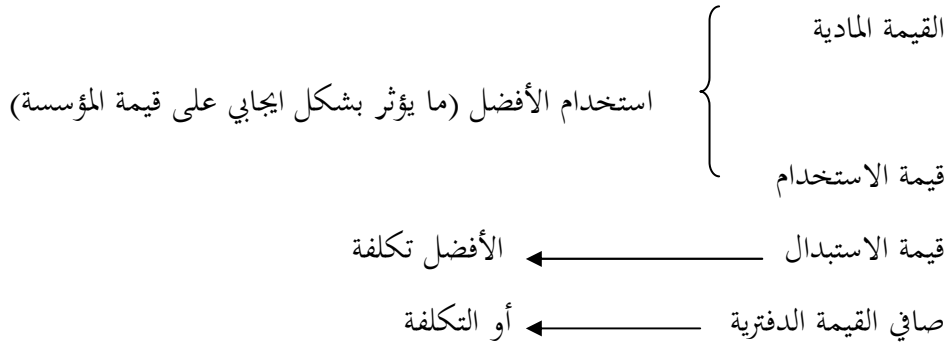 القيمة المادية
استخدام الأفضل (ما يؤثر بشكل ايجابي على قيمة المؤسسة)
قيمة الاستخدام
قيمة الاستبدال الأفضل تكلفة
صافي القيمة الدفترية أو التكلفة